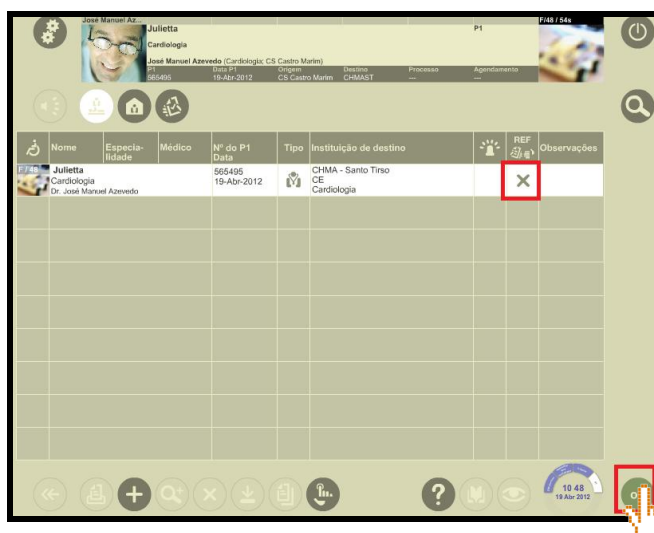 José Manuel Az...
Julietta
P1
F/48 / 54s
Cardiologia
José Manuel Azevedo (Cardiologia; CS Castro Marim)
P1 Data P1 Origem Destino Processo Agendamento
565495 19-Abr-2012 CS Castro Marim CHMAST — —
Nome Especia-lidade Médico Nº do P1 Data Tipo Instituição de destino REF Observações
F / 48 Julietta 565495 CHMA - Santo Tirso
Cardiologia 19-Abr-2012 CE
Dr. José Manuel Azevedo Cardiologia
?
10 48
19 Abr 2012